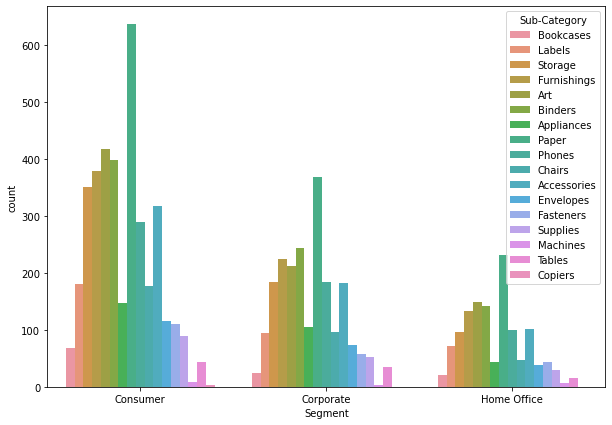 Sub-Category
Bookcases
Labels
Storage
Furnishings
Art
Binders
Appliances
Paper
Phones
Chairs
Accessories
Envelopes
Fasteners
Supplies
Machines
Tables
Copiers
count
600
500
400
300
200
100
0
Consumer
Corporate
Home Office
Segment